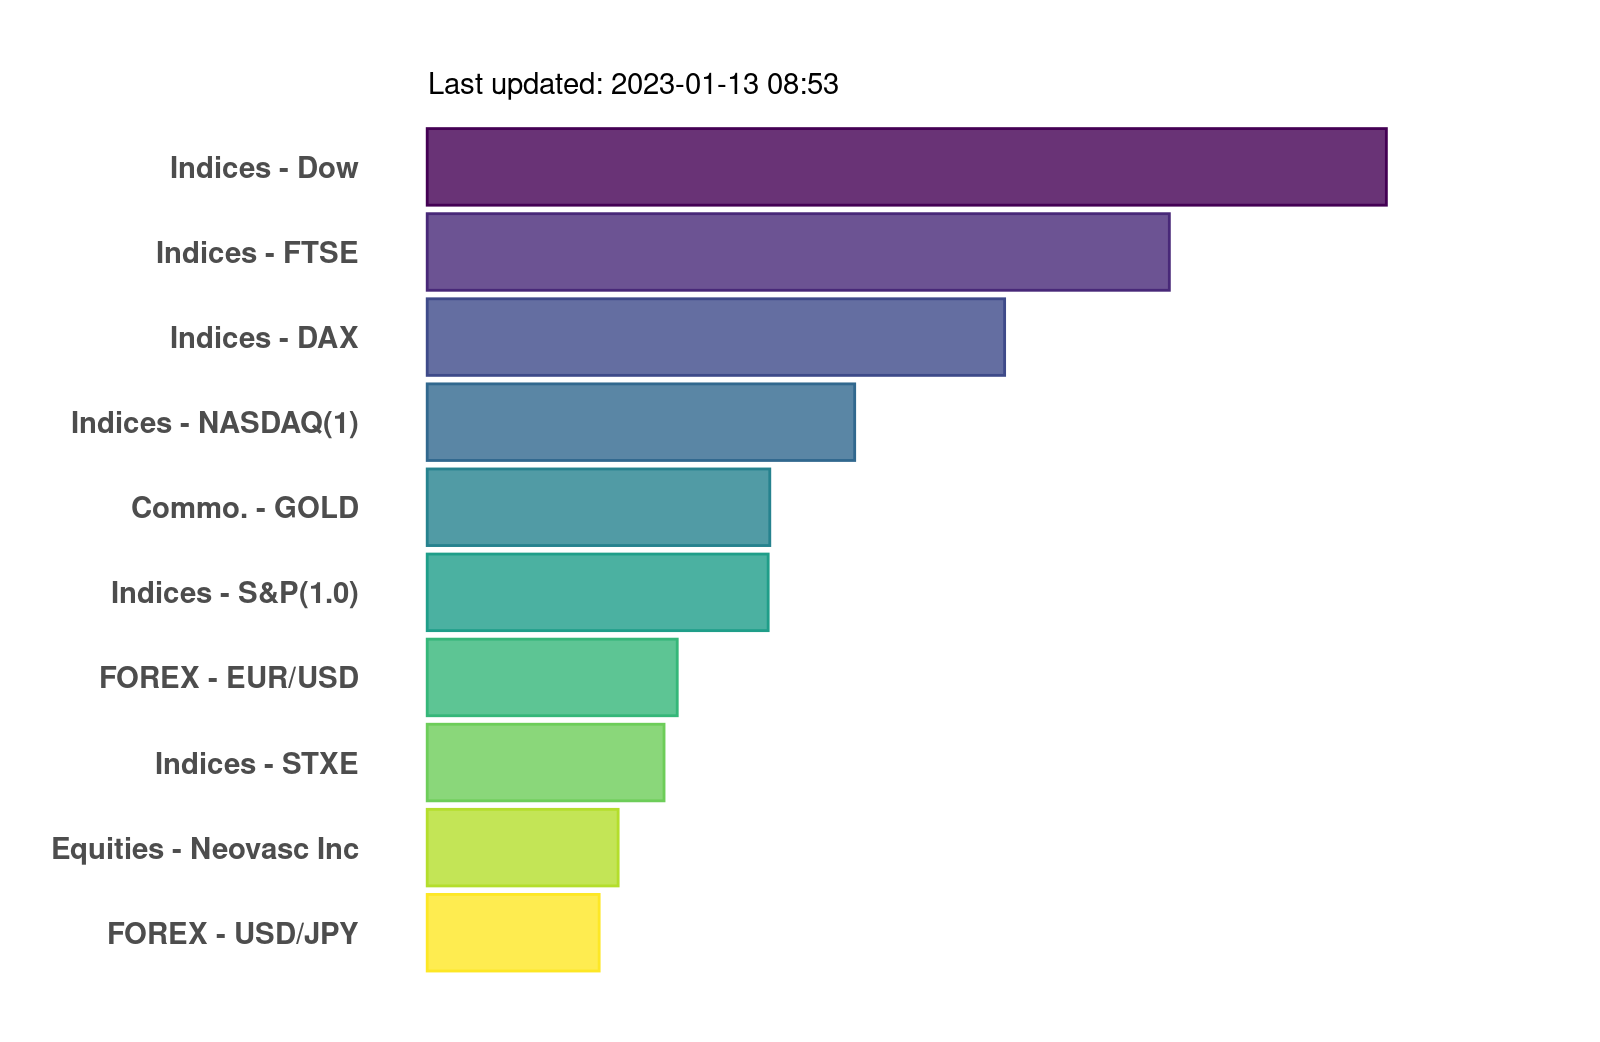 Last updated: 2023-01-13 08:53
Indices - Dow
Indices - FTSE
Indices - DAX
Indices - NASDAQ(1)
Commo. - GOLD
Indices - S&P(1.0)
FOREX - EUR/USD
Indices - STXE
Equities - Neovasc Inc
FOREX - USD/JPY